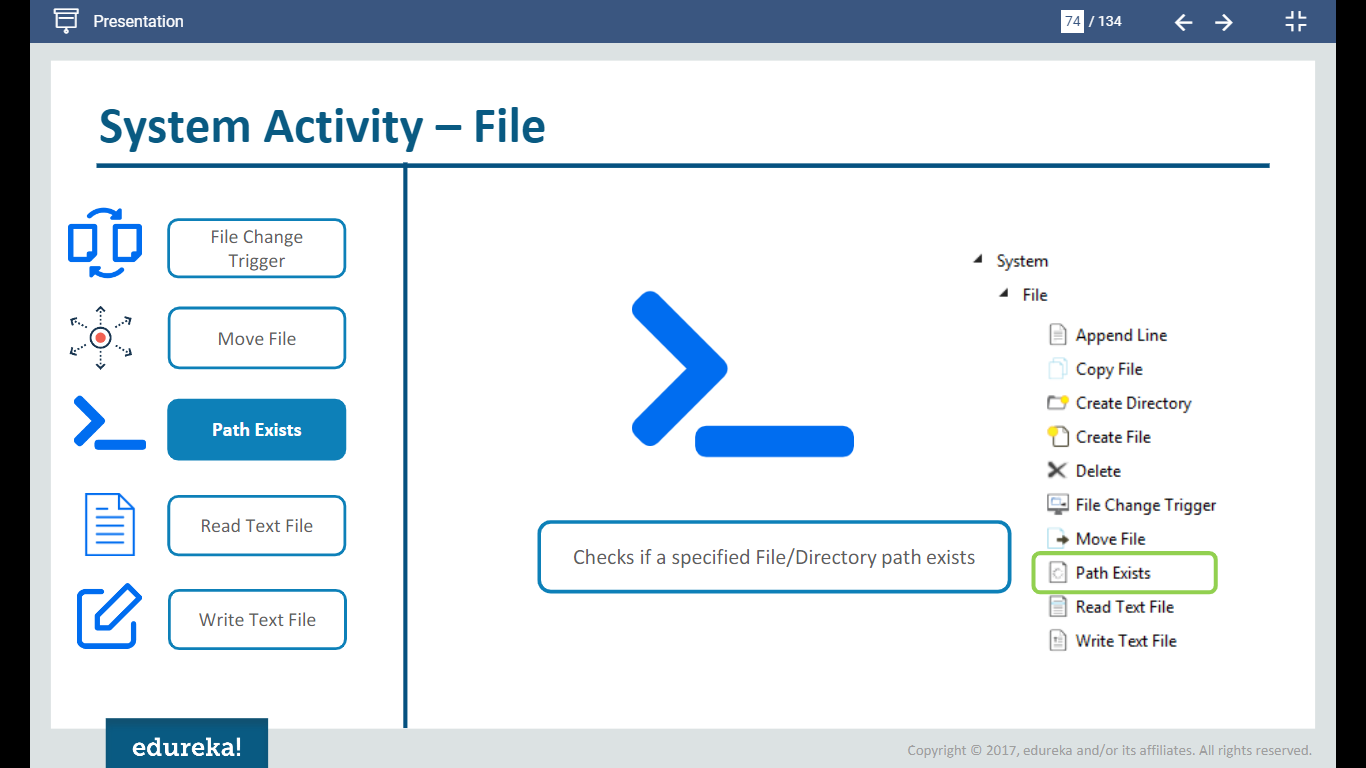 Presentation
74 / 134
System Activity – File
File Change
Trigger
Move File
Path Exists
Read Text File
Write Text File
Checks if a specified File/Directory path exists
System
File
Append Line
Copy File
Create Directory
Create File
Delete
File Change Trigger
Move File
Path Exists
Read Text File
Write Text File
edureka!
Copyright © 2017, edureka and/or its affiliates. All rights reserved.